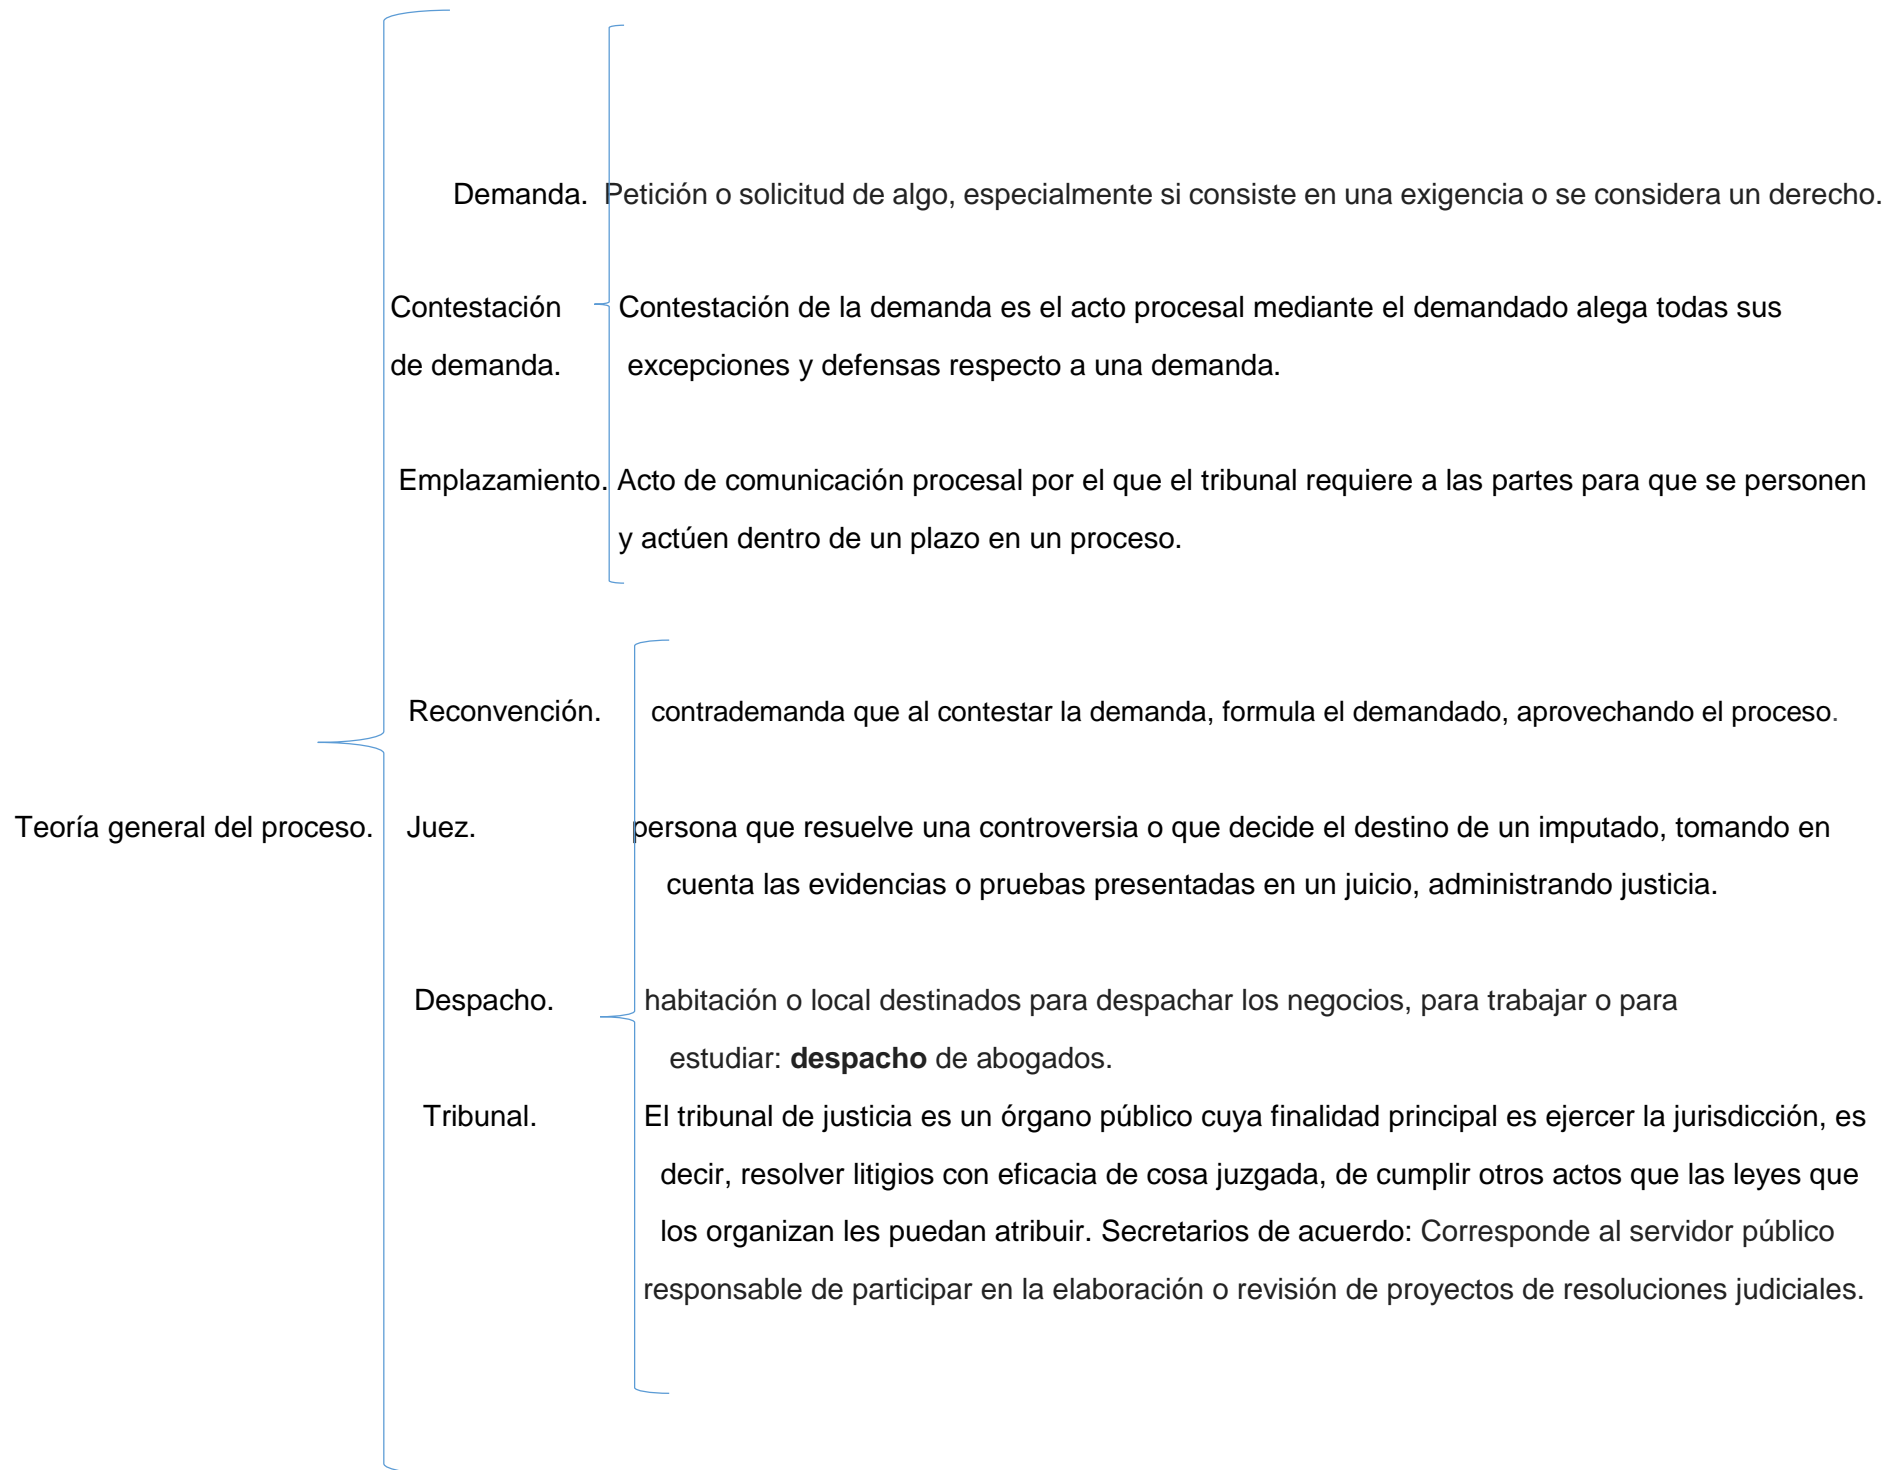 Demanda. Petición o solicitud de algo, especialmente si consiste en una exigencia o se considera un derecho.
Contestación Contestación de la demanda es el acto procesal mediante el demandado alega todas sus
de demanda. excepciones y defensas respecto a una demanda.
Emplazamiento. Acto de comunicación procesal por el que el tribunal requiere a las partes para que se personen
y actúen dentro de un plazo en un proceso.
Reconvención. contrademanda que al contestar la demanda, formula el demandado, aprovechando el proceso.
Teoría general del proceso. Juez. persona que resuelve una controversia o que decide el destino de un imputado, tomando en
cuenta las evidencias o pruebas presentadas en un juicio, administrando justicia.
Despacho. habitación o local destinados para despachar los negocios, para trabajar o para
estudiar: despacho de abogados.
Tribunal. El tribunal de justicia es un órgano público cuya finalidad principal es ejercer la jurisdicción, es
decir, resolver litigios con eficacia de cosa juzgada, de cumplir otros actos que las leyes que
los organizan les puedan atribuir. Secretarios de acuerdo: Corresponde al servidor público
responsable de participar en la elaboración o revisión de proyectos de resoluciones judiciales.